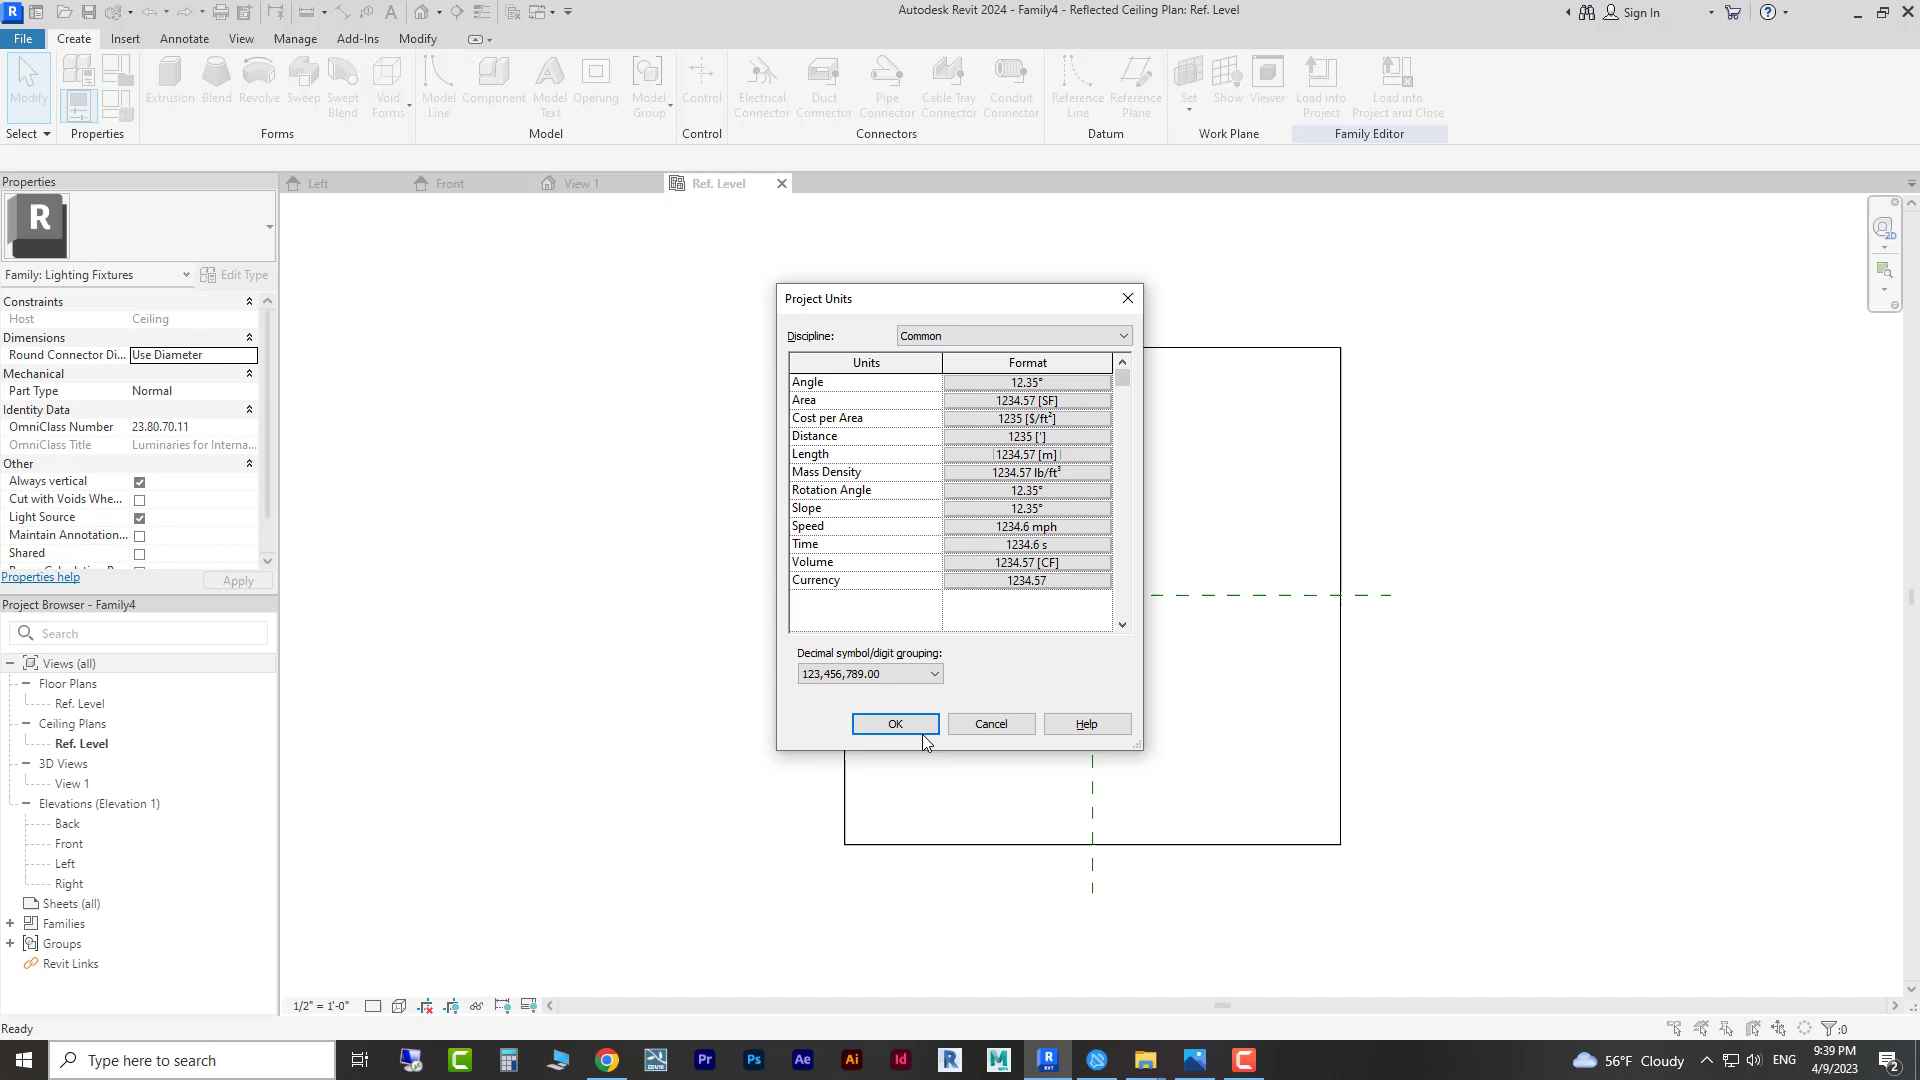 Autodesk Revit 2024 - Family4 - Reflected Ceiling Plan: Ref. Level
Sign In
File Create Insert Annotate View Manage Add-Ins Modify
Modify
Extrusion Blend Revolve Sweep Swept Blend Void Forms
Model Line Component Model Text Opening Model Group
Control
Electrical Connector Duct Connector Pipe Connector Cable Tray Connector Conduit Connector
Reference Line Reference Plane
Set Show Viewer
Load into Project Load into Project and Close
Select Properties Forms Model Control Connectors Datum Work Plane Family Editor
Properties
Left Front View 1 Ref. Level
R
Family: Lighting Fixtures Edit Type
Constraints
Host Ceiling
Dimensions
Round Connector Di... Use Diameter
Mechanical
Part Type Normal
Identity Data
OmniClass Number 23.80.70.11
OmniClass Title Luminaries for Interna...
Other
Always vertical
Cut with Voids Whe...
Light Source
Maintain Annotation...
Shared
Properties help Apply
Project Browser - Family4
Search
Views (all)
Floor Plans
Ref. Level
Ceiling Plans
Ref. Level
3D Views
View 1
Elevations (Elevation 1)
Back
Front
Left
Right
Sheets (all)
Families
Groups
Revit Links
Project Units
Discipline: Common
Units Format
Angle 12.35°
Area 1234.57 [SF]
Cost per Area 1235 [$/ft²]
Distance 1235 [']
Length 1234.57 [m]
Mass Density 1234.57 lb/ft³
Rotation Angle 12.35°
Slope 12.35°
Speed 1234.6 mph
Time 1234.6 s
Volume 1234.57 [CF]
Currency 1234.57
Decimal symbol/digit grouping:
123,456,789.00
OK Cancel Help
2D
1/2" = 1'-0"
Ready
:0
Type here to search
Pr Ps Ae Ai Id R M R
56°F Cloudy
ENG
9:39 PM
4/9/2023
2